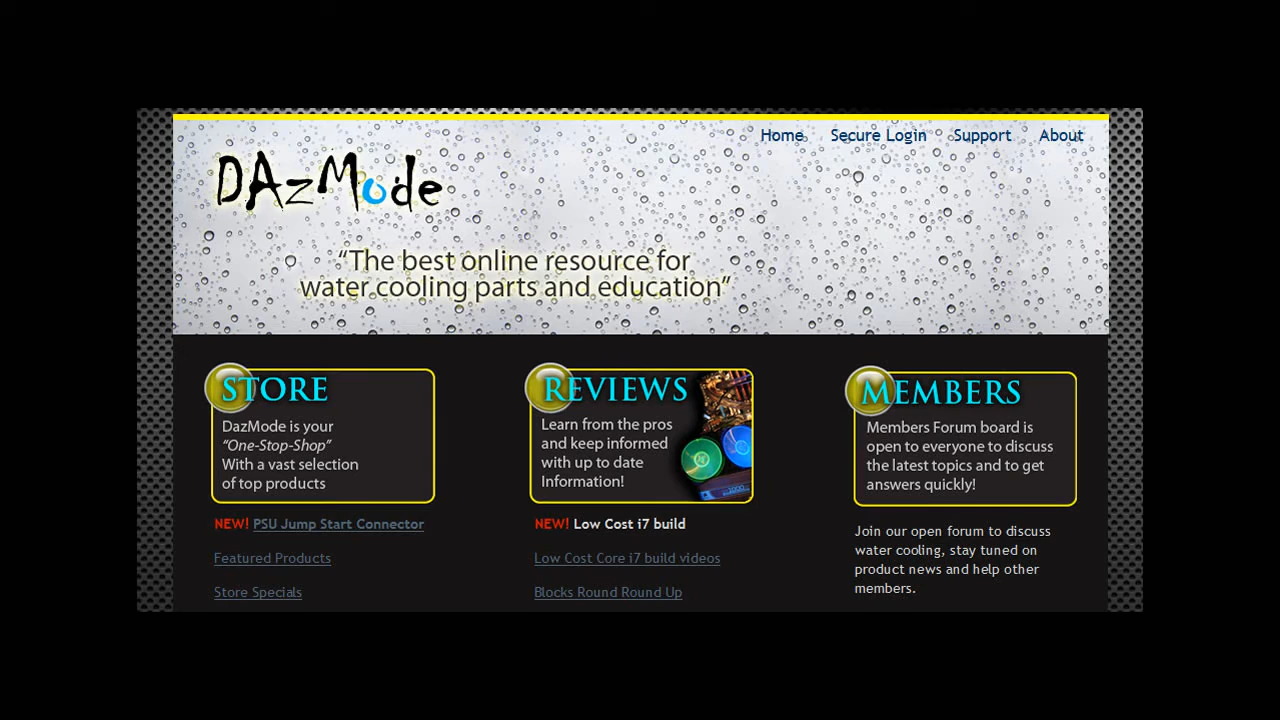 Home Secure Login Support About
DAzMode
“The best online resource for
water cooling parts and education”
STORE
DazMode is your
“One-Stop-Shop”
With a vast selection
of top products
NEW! PSU Jump Start Connector
Featured Products
Store Specials
REVIEWS
Learn from the pros
and keep informed
with up to date
Information!
NEW! Low Cost i7 build
Low Cost Core i7 build videos
Blocks Round Round Up
MEMBERS
Members Forum board is
open to everyone to discuss
the latest topics and to get
answers quickly!
Join our open forum to discuss
water cooling, stay tuned on
product news and help other
members.